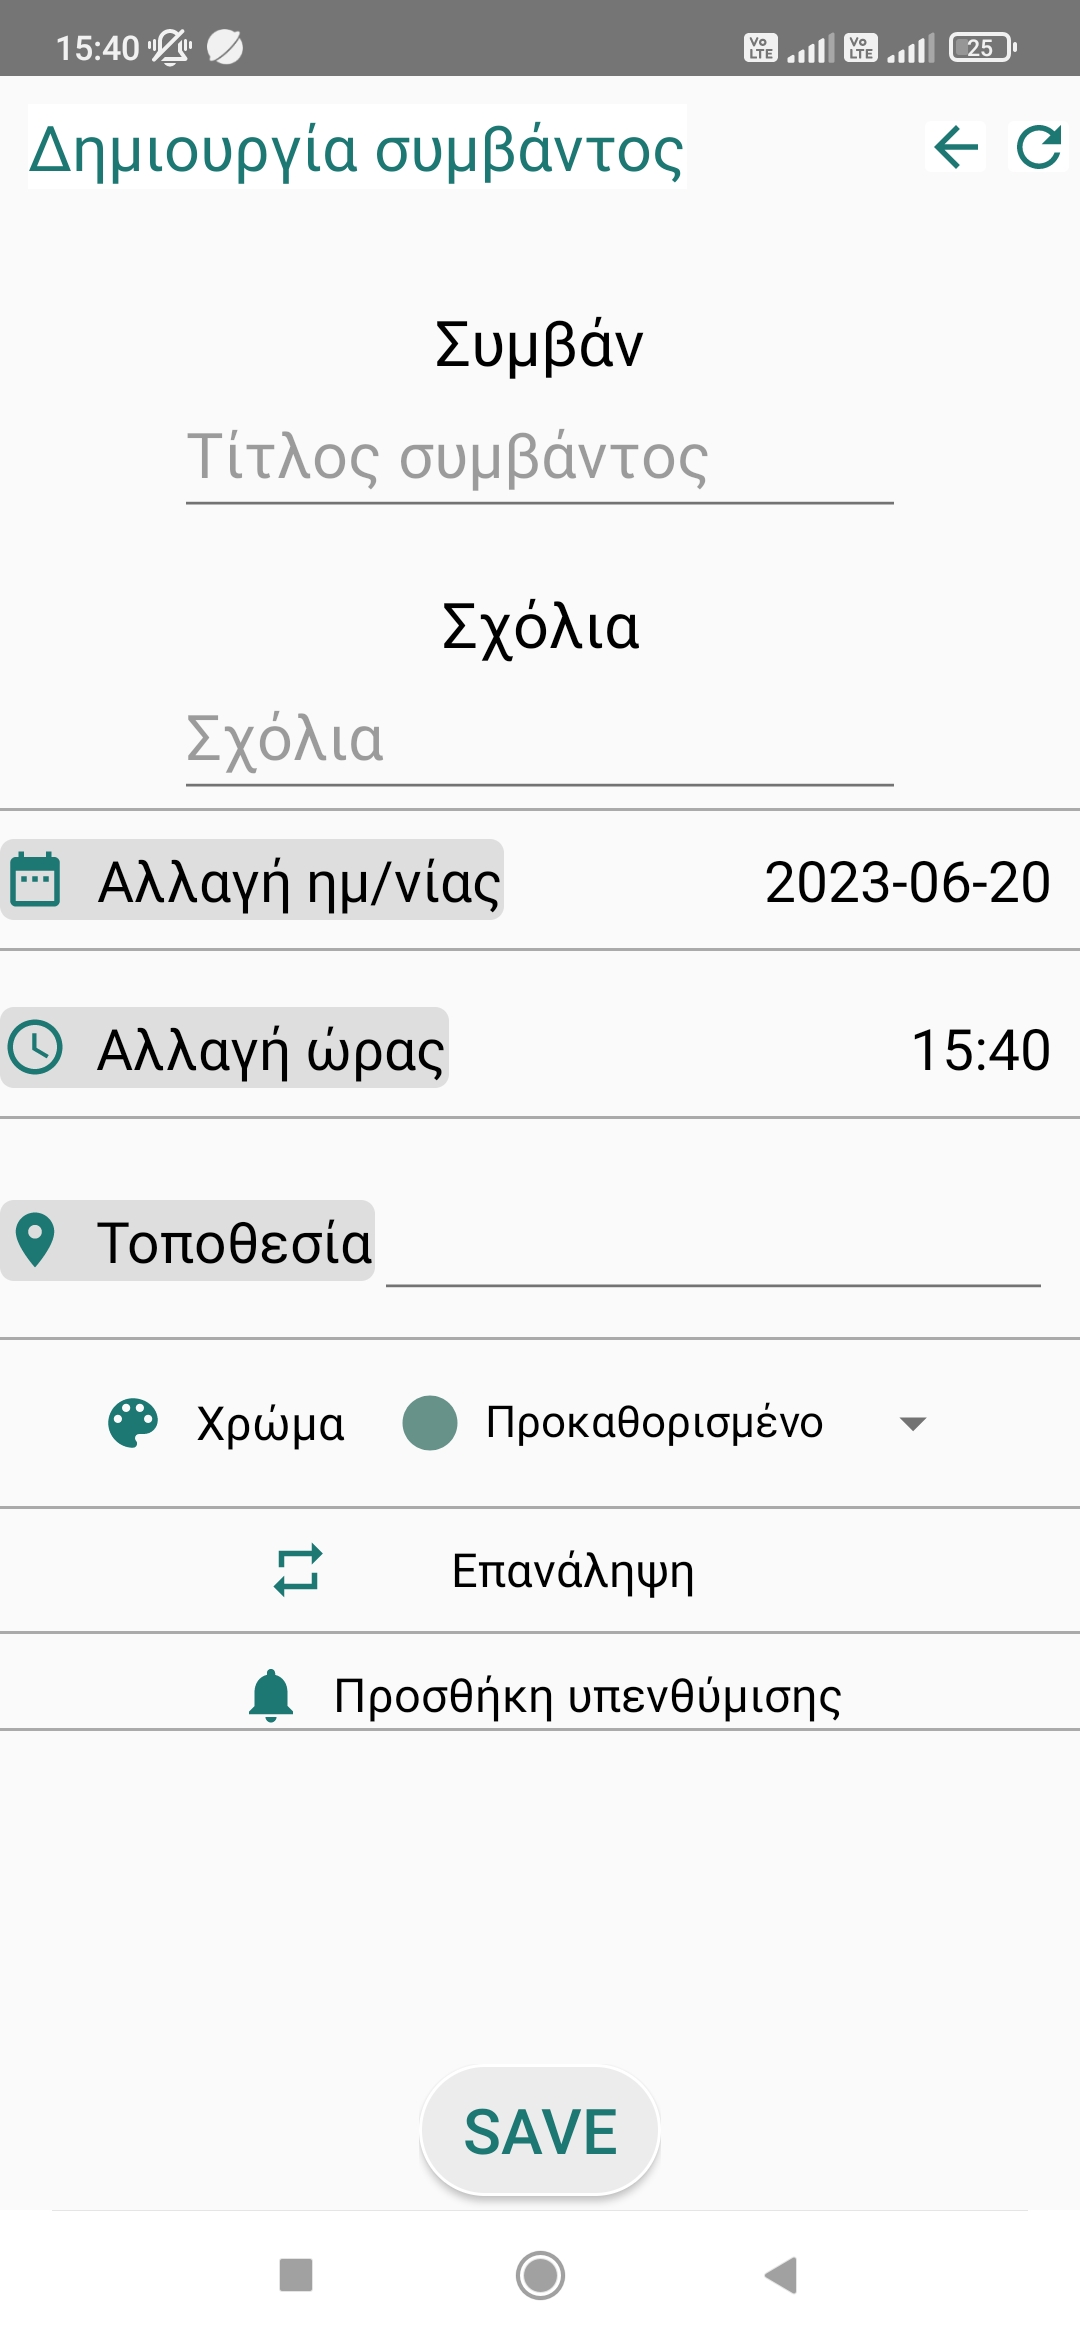 15:40 Vo LTE Vo LTE 25
Δημιουργία συμβάντος
Συμβάν
Τίτλος συμβάντος
Σχόλια
Σχόλια
Αλλαγή ημ/νίας 2023-06-20
Αλλαγή ώρας 15:40
Τοποθεσία
Χρώμα Προκαθορισμένο
Επανάληψη
Προσθήκη υπενθύμισης
SAVE